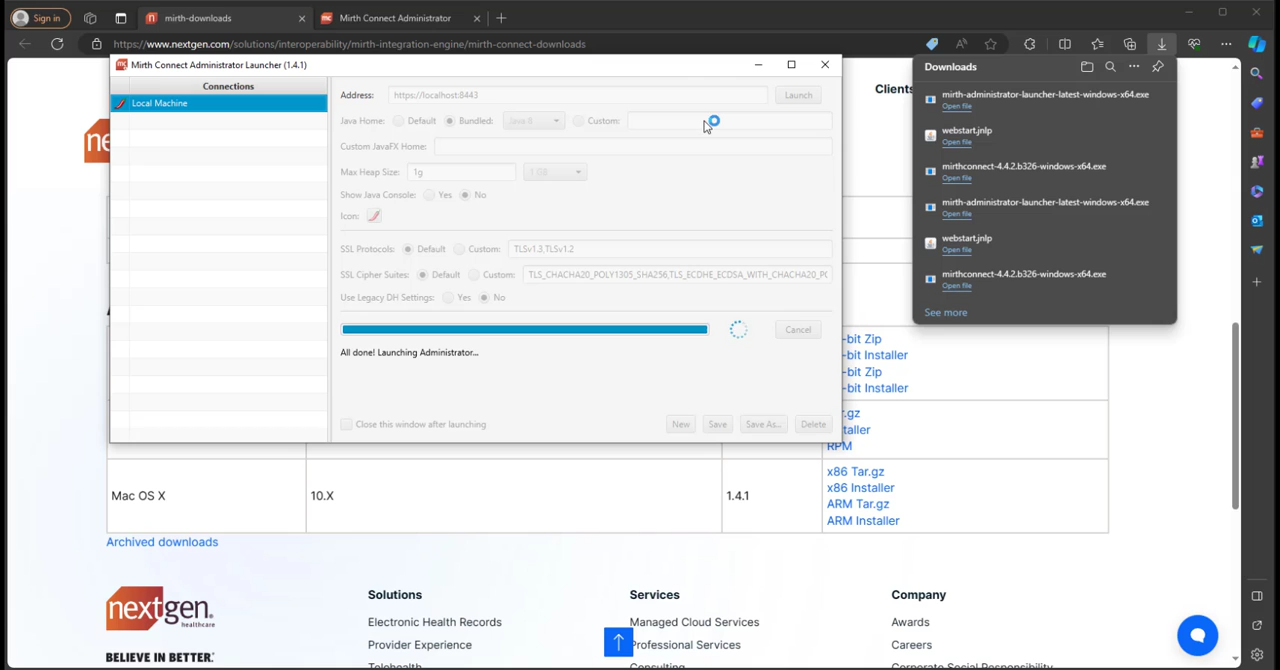 Sign in
mirth-downloads
Mirth Connect Administrator
https://www.nextgen.com/solutions/interoperability/mirth-integration-engine/mirth-connect-downloads
Mirth Connect Administrator Launcher (1.4.1)
Connections
Local Machine
Address: https://localhost:8443 Launch
Java Home: Default Bundled: Java 8 Custom:
Custom JavaFX Home:
Max Heap Size: 1g 1 GB
Show Java Console: Yes No
Icon:
SSL Protocols: Default Custom: TLSv1.3,TLSv1.2
SSL Cipher Suites: Default Custom: TLS_CHACHA20_POLY1305_SHA256,TLS_ECDHE_ECDSA_WITH_CHACHA20_PO
Use Legacy DH Settings: Yes No
Cancel
All done! Launching Administrator...
Close this window after launching
New Save Save As... Delete
Clients
Downloads
mirth-administrator-launcher-latest-windows-x64.exe
Open file
webstart.jnlp
Open file
mirthconnect-4.4.2.b326-windows-x64.exe
Open file
mirth-administrator-launcher-latest-windows-x64.exe
Open file
webstart.jnlp
Open file
mirthconnect-4.4.2.b326-windows-x64.exe
Open file
See more
-bit Zip
-bit Installer
-bit Zip
-bit Installer
r.gz
taller
RPM
Mac OS X 10.X 1.4.1
x86 Tar.gz
x86 Installer
ARM Tar.gz
ARM Installer
Archived downloads
nextgen
healthcare
BELIEVE IN BETTER.
Solutions
Electronic Health Records
Provider Experience
Telehealth
Services
Managed Cloud Services
Professional Services
Consulting
Company
Awards
Careers
Corporate Social Responsibility